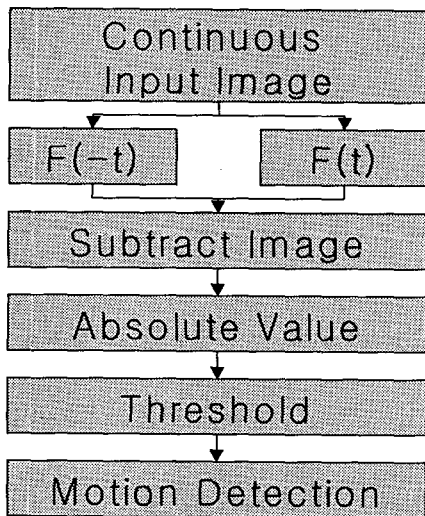 Continuous
Input Image
F(-t)
F(t)
Subtract Image
Absolute Value
Threshold
Motion Detection